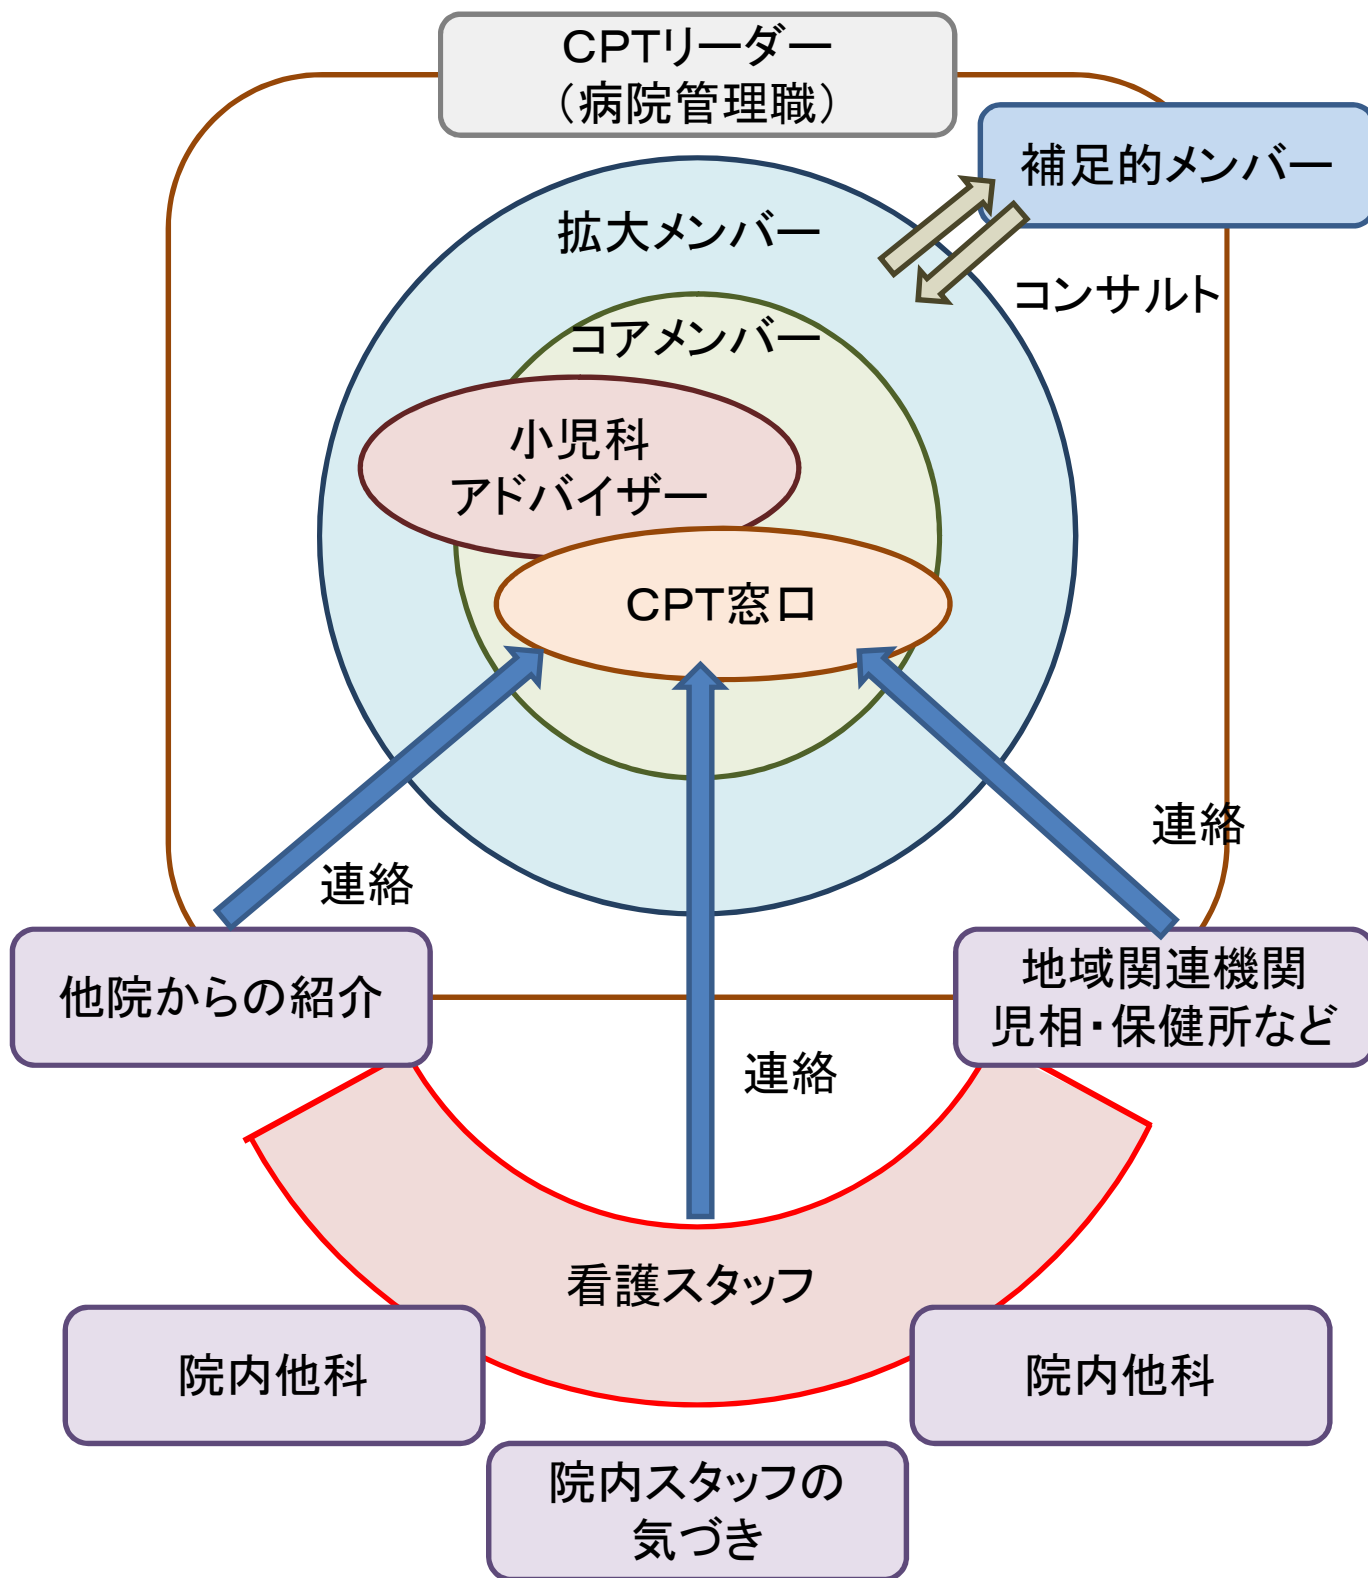 CPTリーダー
（病院管理職）
補足的メンバー
拡大メンバー
コンサルト
コアメンバー
小児科
アドバイザー
CPT窓口
連絡
連絡
他院からの紹介
地域関連機関
児相・保健所など
連絡
看護スタッフ
院内他科
院内他科
院内スタッフの
気づき